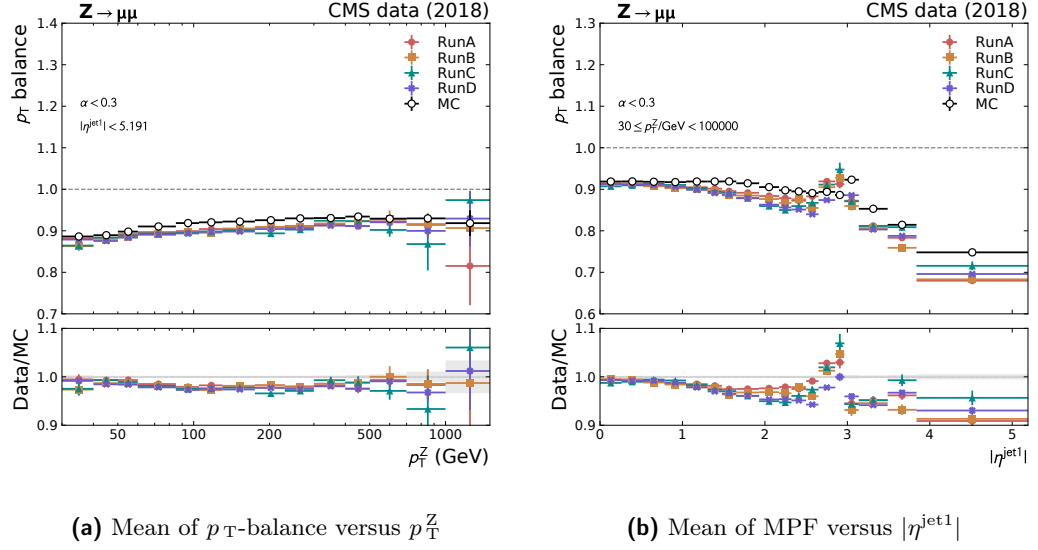 Z → μμ CMS data (2018)
1.4
1.3
1.2
1.1
1.0
0.9
0.8
0.7
p_T balance
RunA
RunB
RunC
RunD
MC
α < 0.3
|η^jet1| < 5.191
1.1
1.0
0.9
Data/MC
50 100 200 500 1000
p_T^Z (GeV)
(a) Mean of p_T-balance versus p_T^Z
Z → μμ CMS data (2018)
1.4
1.3
1.2
1.1
1.0
0.9
0.8
0.7
0.6
p_T balance
RunA
RunB
RunC
RunD
MC
α < 0.3
30 ≤ p_T^Z/GeV < 100000
1.1
1.0
0.9
Data/MC
0 1 2 3 4 5
|η^jet1|
(b) Mean of MPF versus |η^jet1|